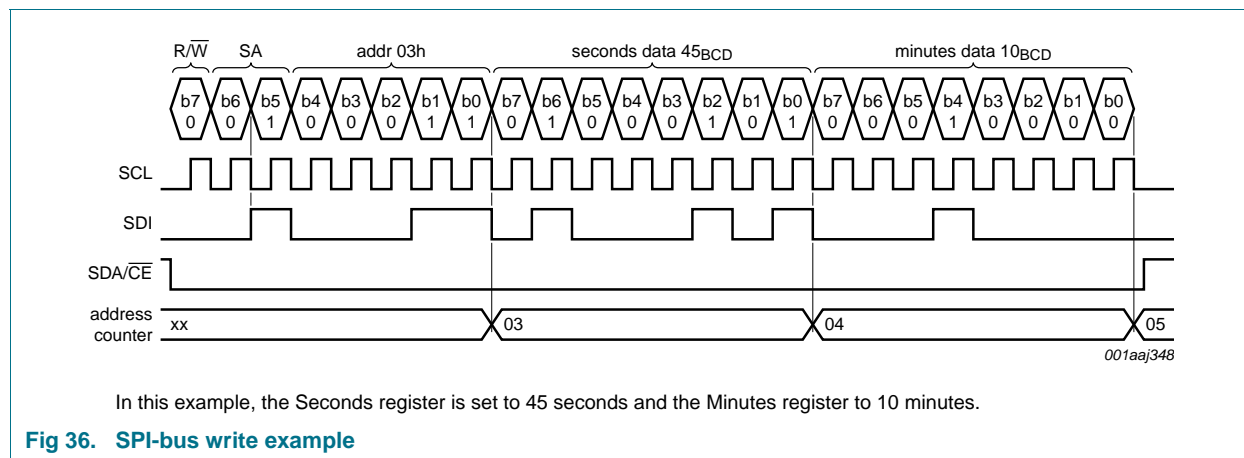 R/W SA addr 03h seconds data 45BCD minutes data 10BCD
b7 b6 b5 b4 b3 b2 b1 b0 b7 b6 b5 b4 b3 b2 b1 b0 b7 b6 b5 b4 b3 b2 b1 b0
0 0 1 0 0 0 1 1 0 1 0 0 0 1 0 1 0 0 0 1 0 0 0 0
SCL
SDI
SDA/CE
address
counter
xx 03 04 05
001aaj348
In this example, the Seconds register is set to 45 seconds and the Minutes register to 10 minutes.
Fig 36. SPI-bus write example